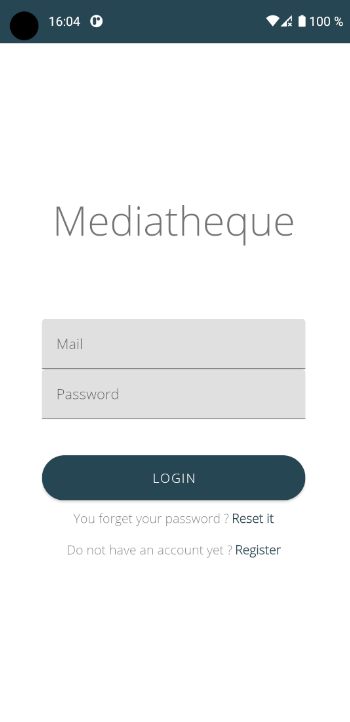 16:04 100 %
Mediatheque
Mail
Password
LOGIN
You forget your password ? Reset it
Do not have an account yet ? Register